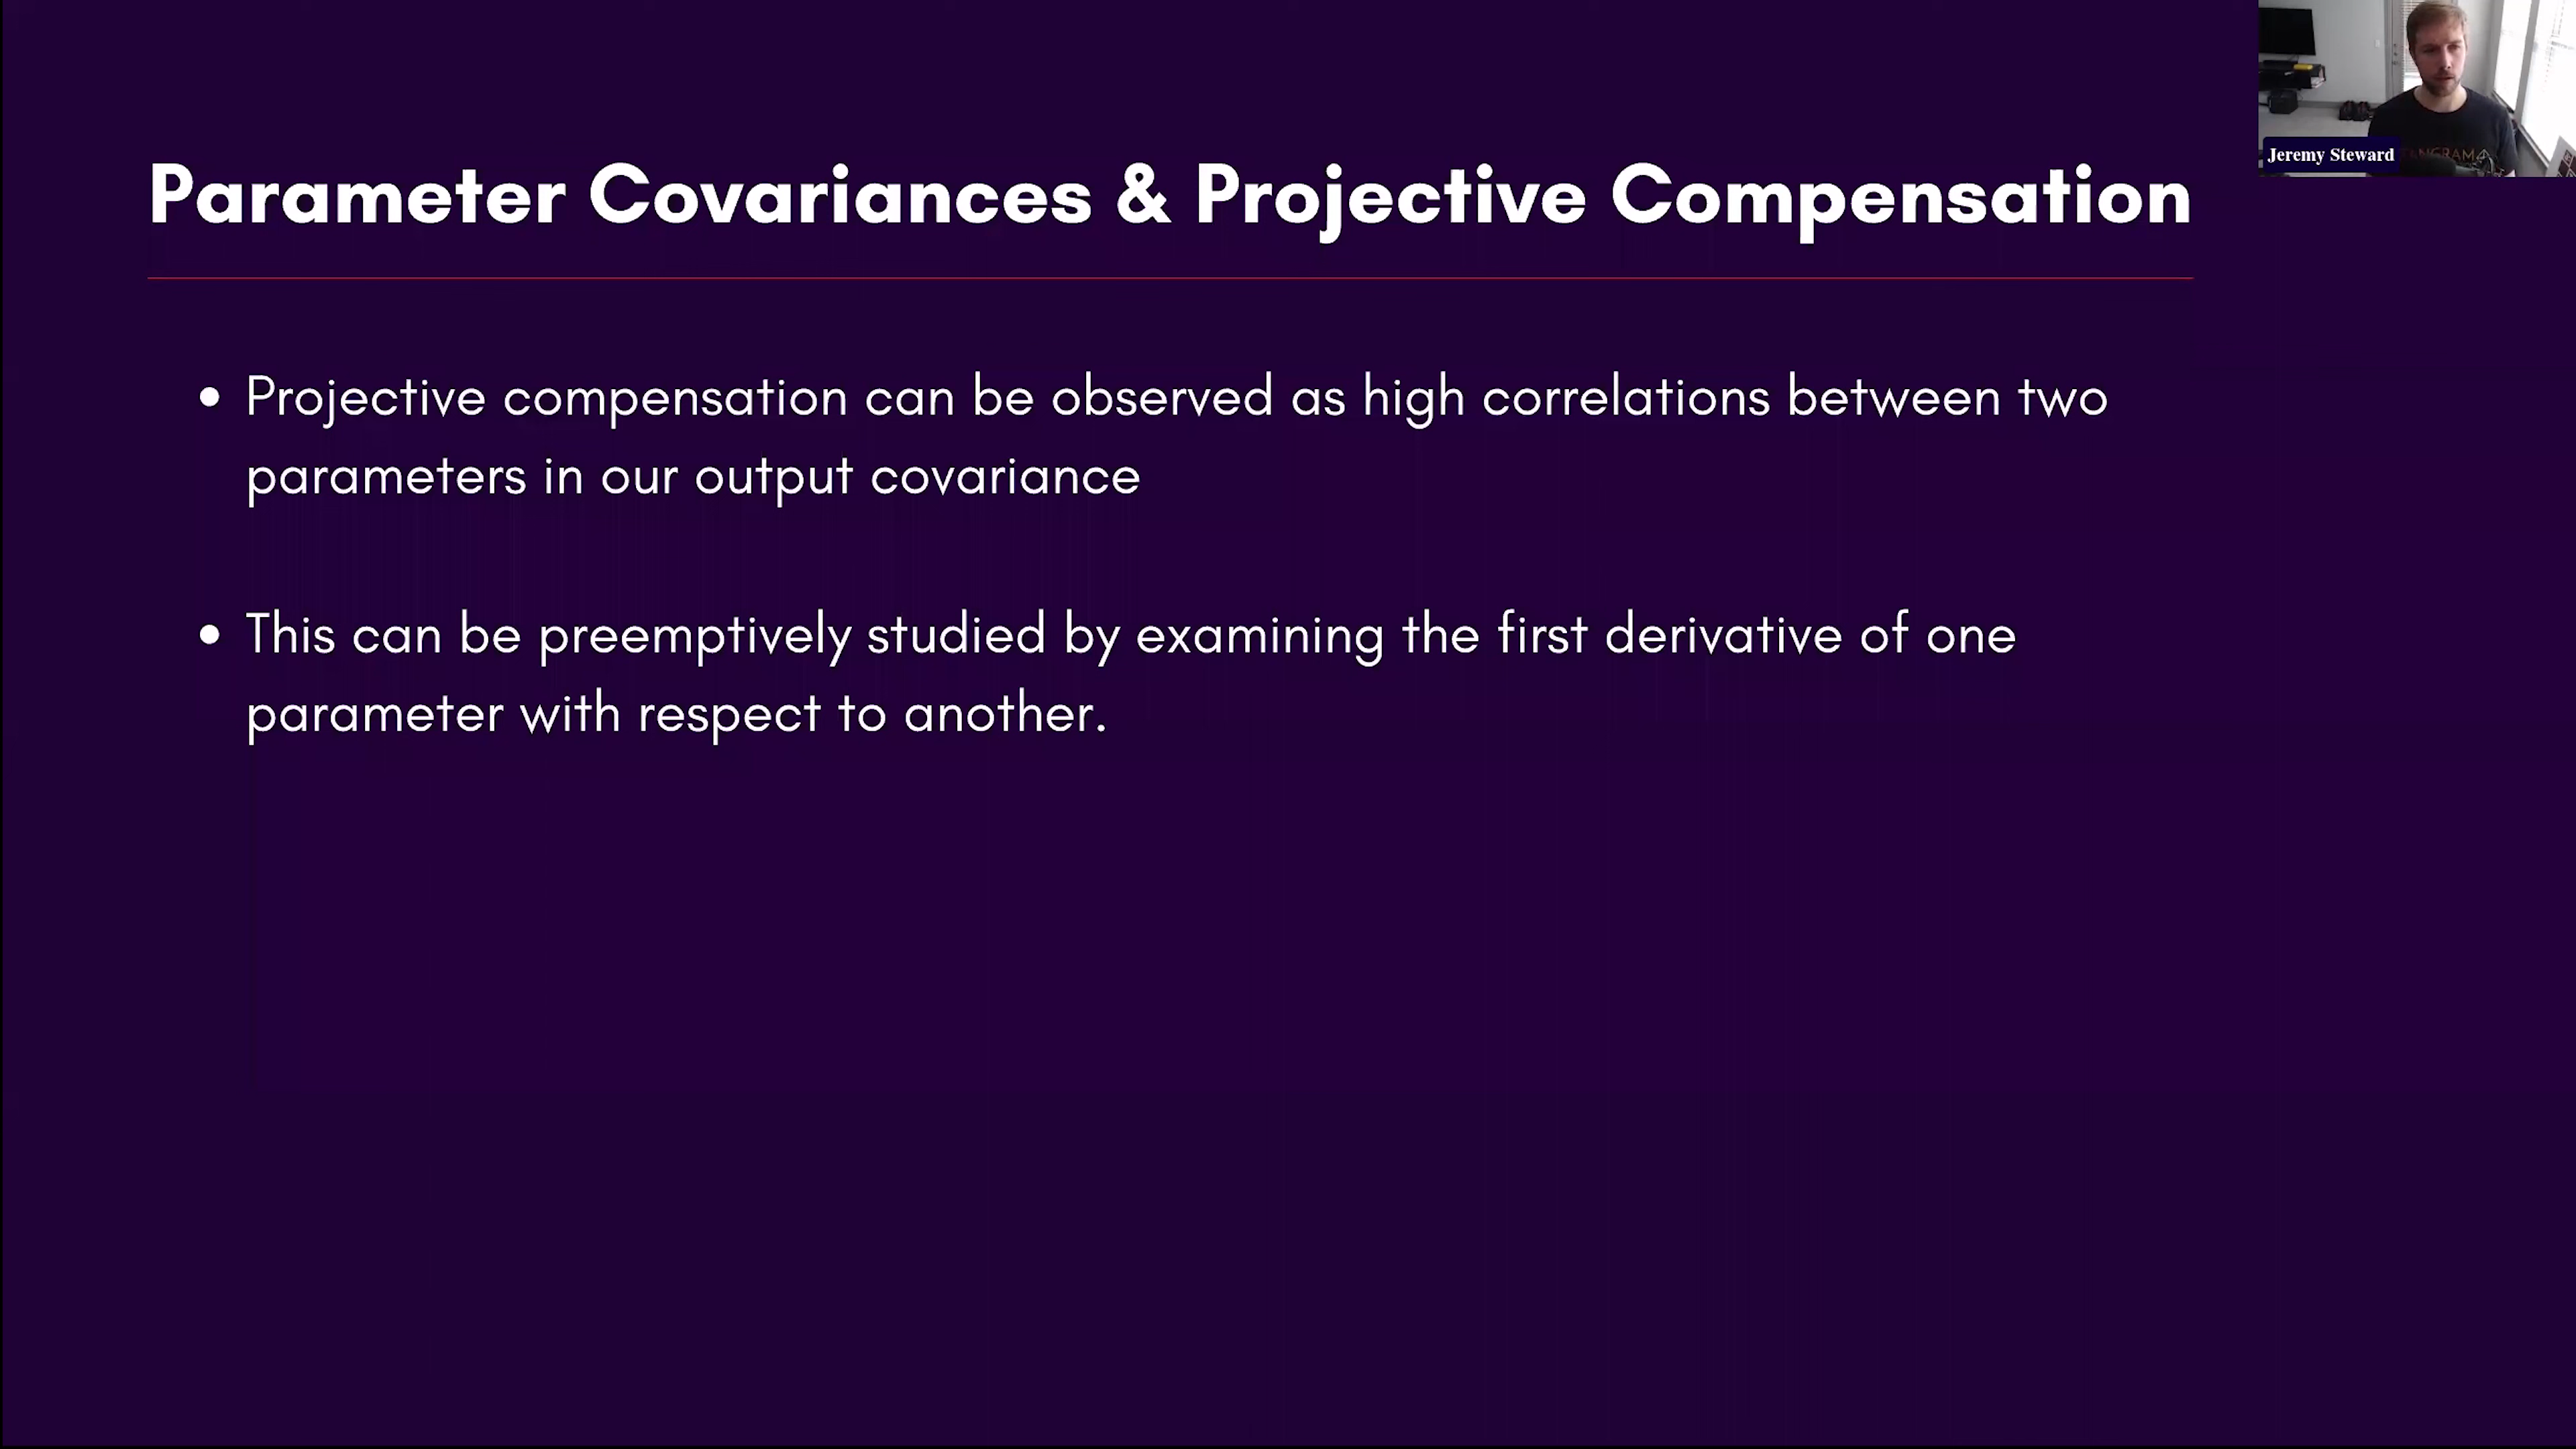 Parameter Covariances & Projective Compensation
• Projective compensation can be observed as high correlations between two
parameters in our output covariance
• This can be preemptively studied by examining the first derivative of one
parameter with respect to another.
Jeremy Steward